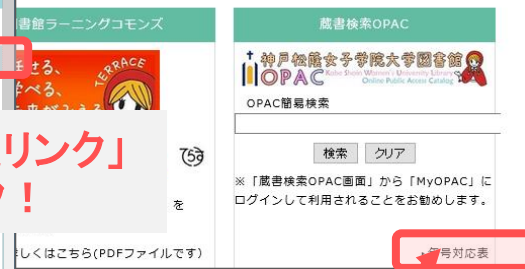 書館ラーニングコモンズ
蔵書検索OPAC
せる、
学べる、
TERRACE
神戸松蔭女子学院大学図書館
OPAC
Kobe Shoin Women's University Library
Online Public Access Catalog
OPAC簡易検索
リンク」
！
検索 クリア
を
※「蔵書検索OPAC画面」から「MyOPAC」に
ログインして利用されることをお勧めします。
しくはこちら(PDFファイルです)
号対応表